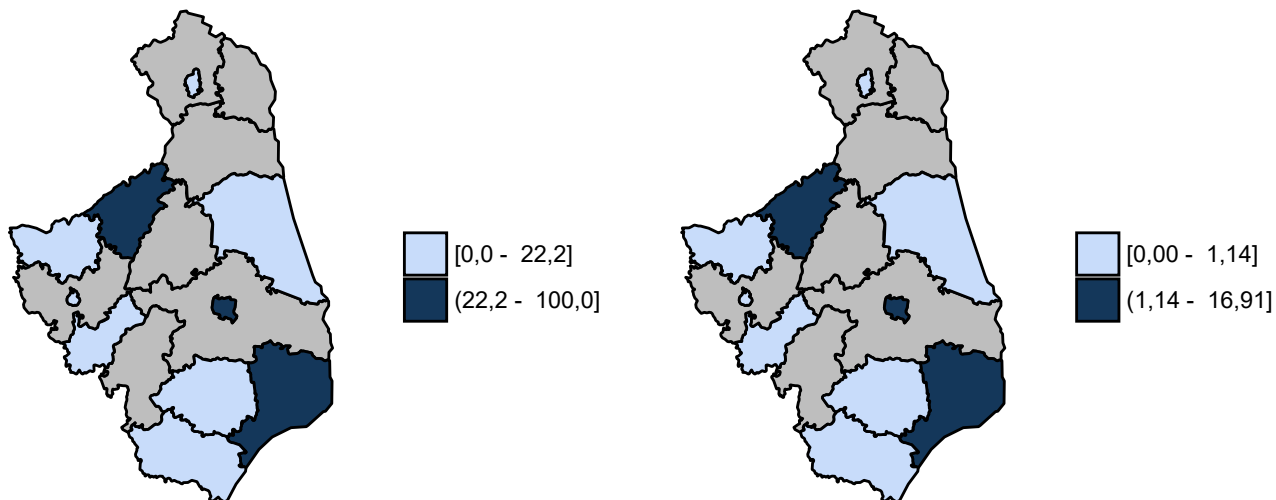 [0,0 -  22,2]
(22,2 -  100,0]
[0,00 -  1,14]
(1,14 -  16,91]